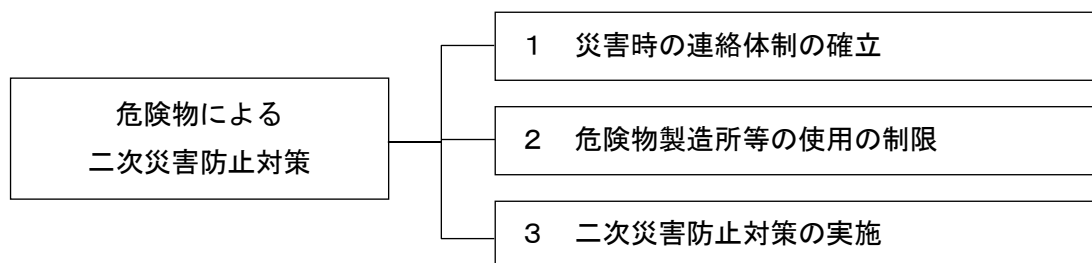 危険物による
二次災害防止対策
１　災害時の連絡体制の確立
２　危険物製造所等の使用の制限
３　二次災害防止対策の実施